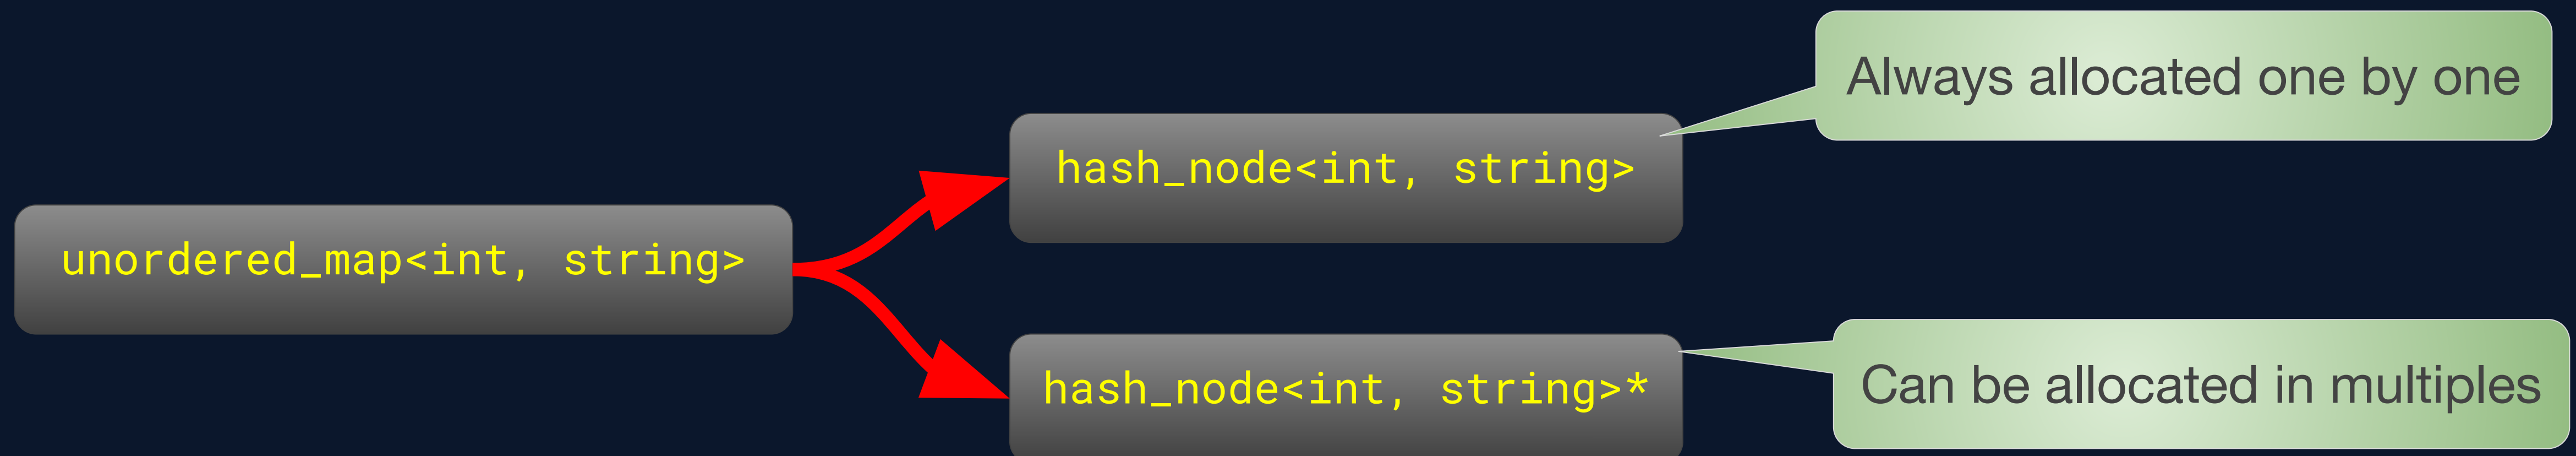 Always allocated one by one
hash_node<int, string>
unordered_map<int, string>
hash_node<int, string>*
Can be allocated in multiples